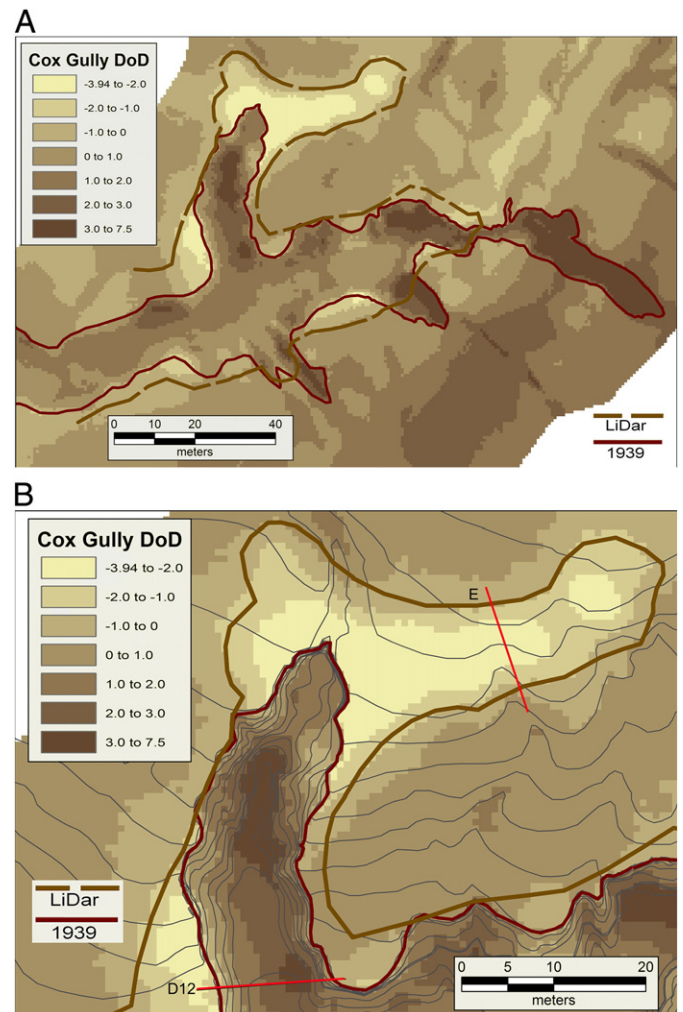 A
Cox Gully DoD
-3.94 to -2.0
-2.0 to -1.0
-1.0 to 0
0 to 1.0
1.0 to 2.0
2.0 to 3.0
3.0 to 7.5
0 10 20 40
meters
LiDar
1939
B
Cox Gully DoD
-3.94 to -2.0
-2.0 to -1.0
-1.0 to 0
0 to 1.0
1.0 to 2.0
2.0 to 3.0
3.0 to 7.5
E
LiDar
1939
D12
0 5 10 20
meters